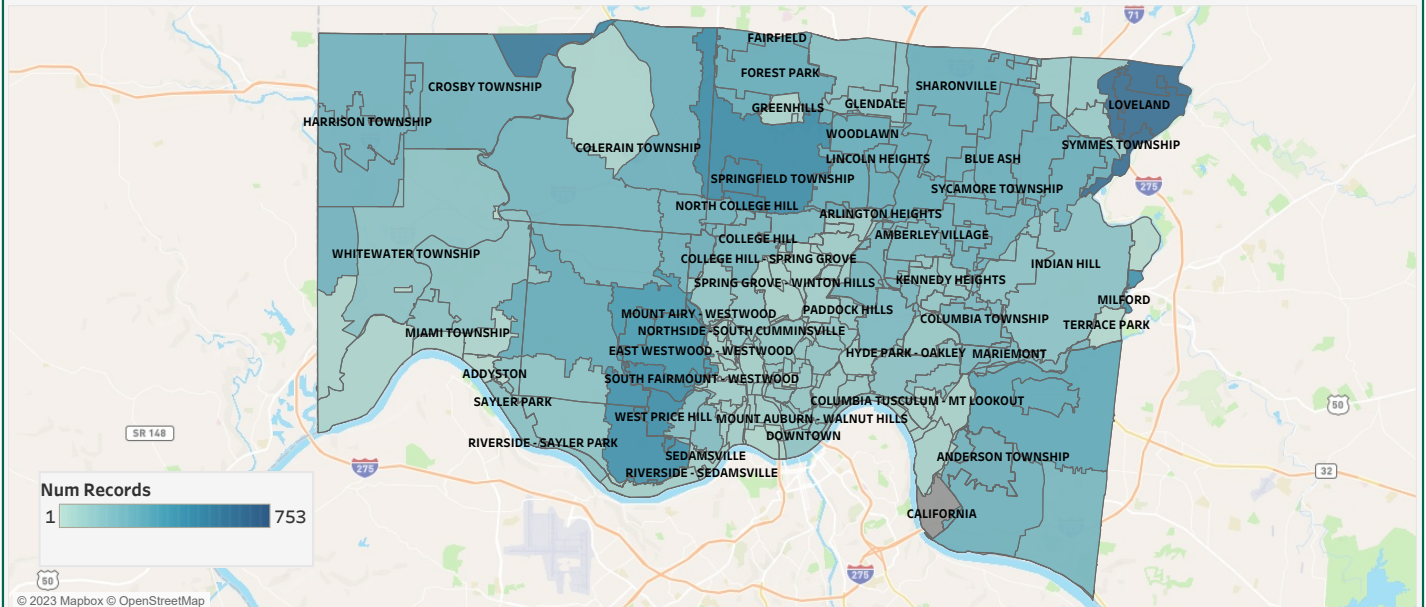 71
FAIRFIELD
FOREST PARK
CROSBY TOWNSHIP
SHARONVILLE
GREENHILLS
GLENDALE
LOVELAND
HARRISON TOWNSHIP
WOODLAWN
COLERAIN TOWNSHIP
SYMMES TOWNSHIP
LINCOLN HEIGHTS
BLUE ASH
SPRINGFIELD TOWNSHIP
SYCAMORE TOWNSHIP
275
NORTH COLLEGE HILL
ARLINGTON HEIGHTS
COLLEGE HILL
AMBERLEY VILLAGE
WHITEWATER TOWNSHIP
COLLEGE HILL - SPRING GROVE
INDIAN HILL
SPRING GROVE - WINTON HILLS
KENNEDY HEIGHTS
MILFORD
MOUNT AIRY - WESTWOOD
PADDOCK HILLS
COLUMBIA TOWNSHIP
TERRACE PARK
MIAMI TOWNSHIP
NORTHSIDE -SOUTH CUMMINSVILLE
EAST WESTWOOD - WESTWOOD
HYDE PARK - OAKLEY
MARIEMONT
ADDYSTON
SOUTH FAIRMOUNT - WESTWOOD
SAYLER PARK
COLUMBIA TUSCULUM - MT LOOKOUT
50
WEST PRICE HILL
MOUNT AUBURN - WALNUT HILLS
SR 148
DOWNTOWN
RIVERSIDE - SAYLER PARK
SEDAMSVILLE
ANDERSON TOWNSHIP
275
RIVERSIDE - SEDAMSVILLE
32
Num Records
1 753
CALIFORNIA
275
50
© 2023 Mapbox © OpenStreetMap